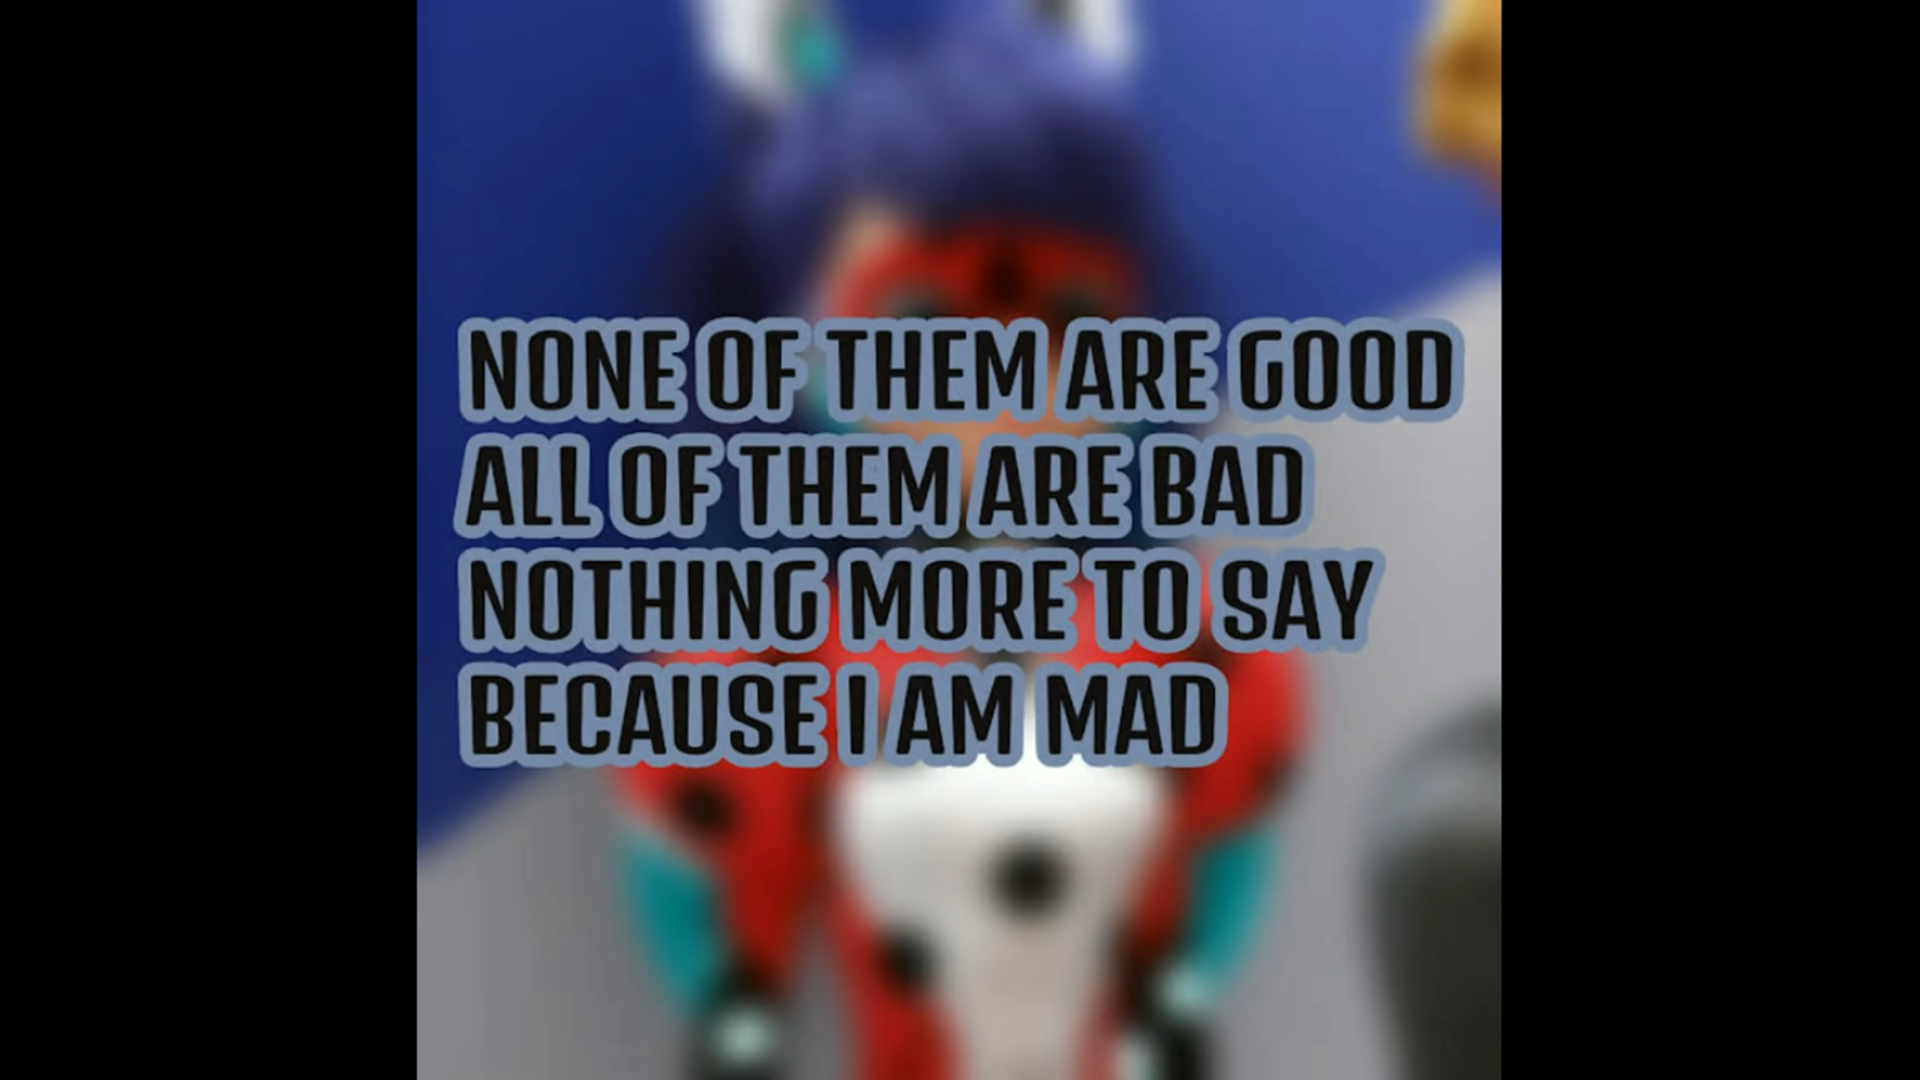 NONE OF THEM ARE GOOD
ALL OF THEM ARE BAD
NOTHING MORE TO SAY
BECAUSE I AM MAD